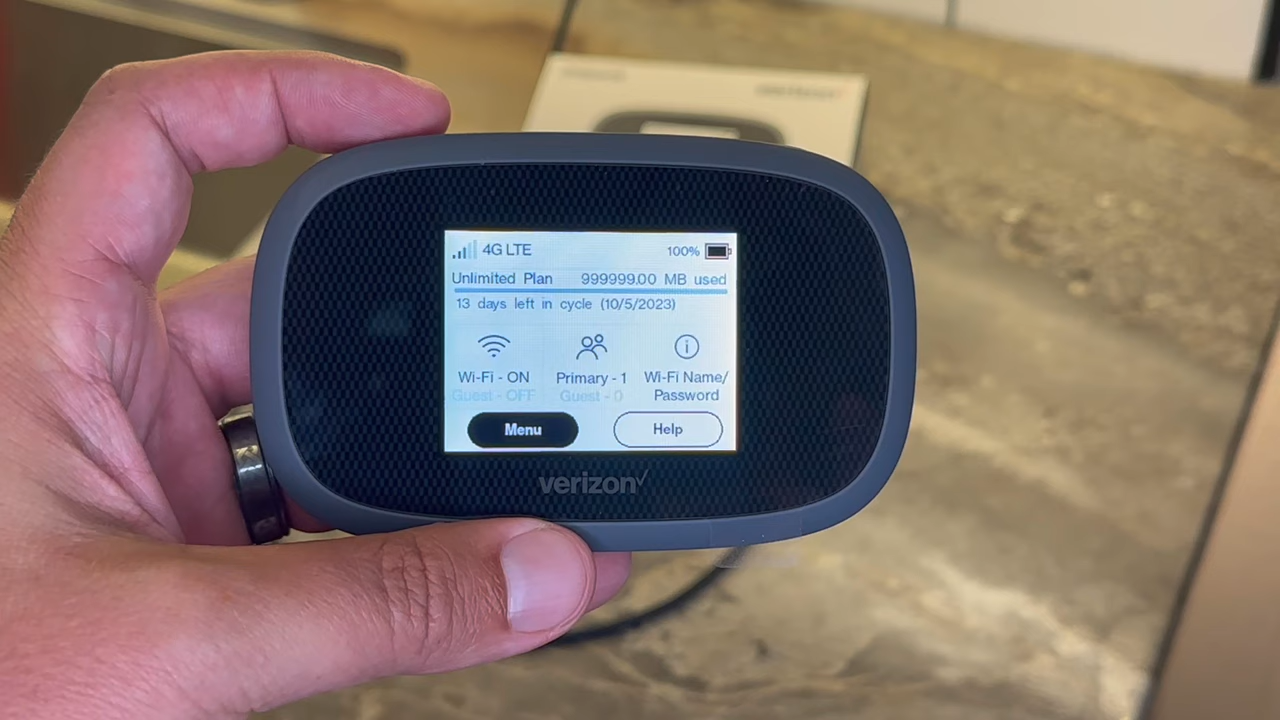 4G LTE 100%
Unlimited Plan 999999.00 MB used
13 days left in cycle (10/5/2023)
Wi-Fi - ON Primary - 1 Wi-Fi Name/
Guest - OFF Guest - 0 Password
Menu Help
verizon